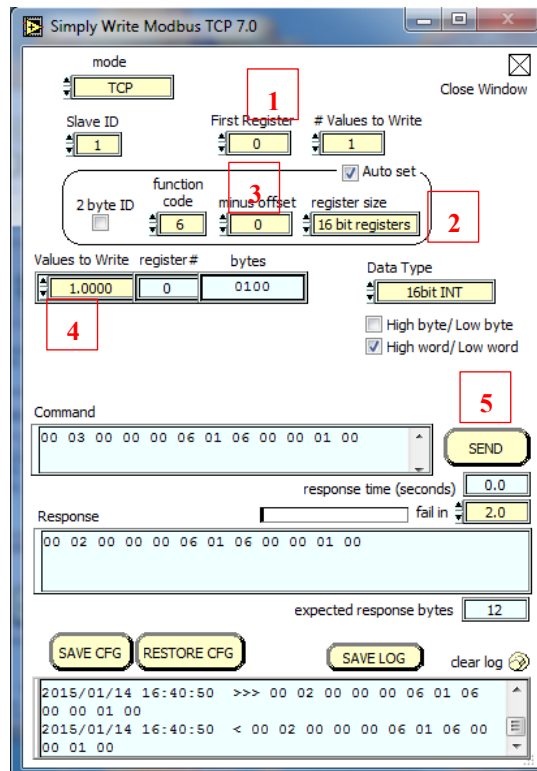 Simply Write Modbus TCP 7.0
mode
TCP
Close Window
1
Slave ID
First Register
# Values to Write
1
0
1
Auto set
2 byte ID
function code
3
minus offset
register size
6
0
16 bit registers
2
Values to Write
register#
bytes
1.0000
0
0100
4
Data Type
16bit INT
High byte/ Low byte
High word/ Low word
5
Command
00 03 00 00 00 06 01 06 00 00 01 00
SEND
response time (seconds)
0.0
Response
fail in
2.0
00 02 00 00 00 06 01 06 00 00 01 00
expected response bytes
12
SAVE CFG
RESTORE CFG
SAVE LOG
clear log
2015/01/14 16:40:50 >>> 00 02 00 00 00 06 01 06
00 00 01 00
2015/01/14 16:40:50 < 00 02 00 00 00 06 01 06 00
00 01 00